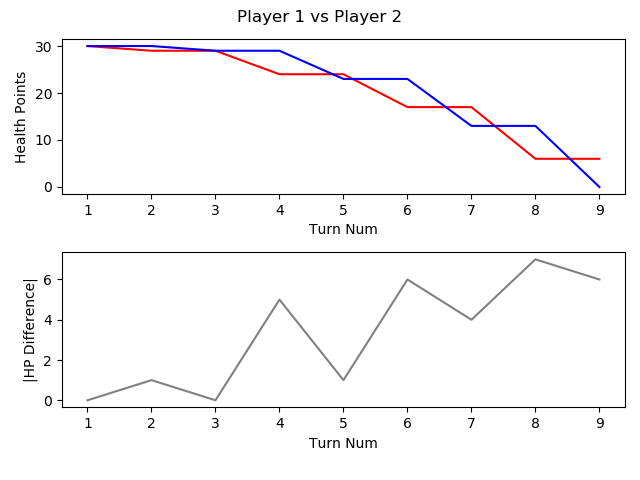 Player 1 vs Player 2
30
20
10
0
Health Points
1 2 3 4 5 6 7 8 9
Turn Num
6
4
2
0
|HP Difference|
1 2 3 4 5 6 7 8 9
Turn Num